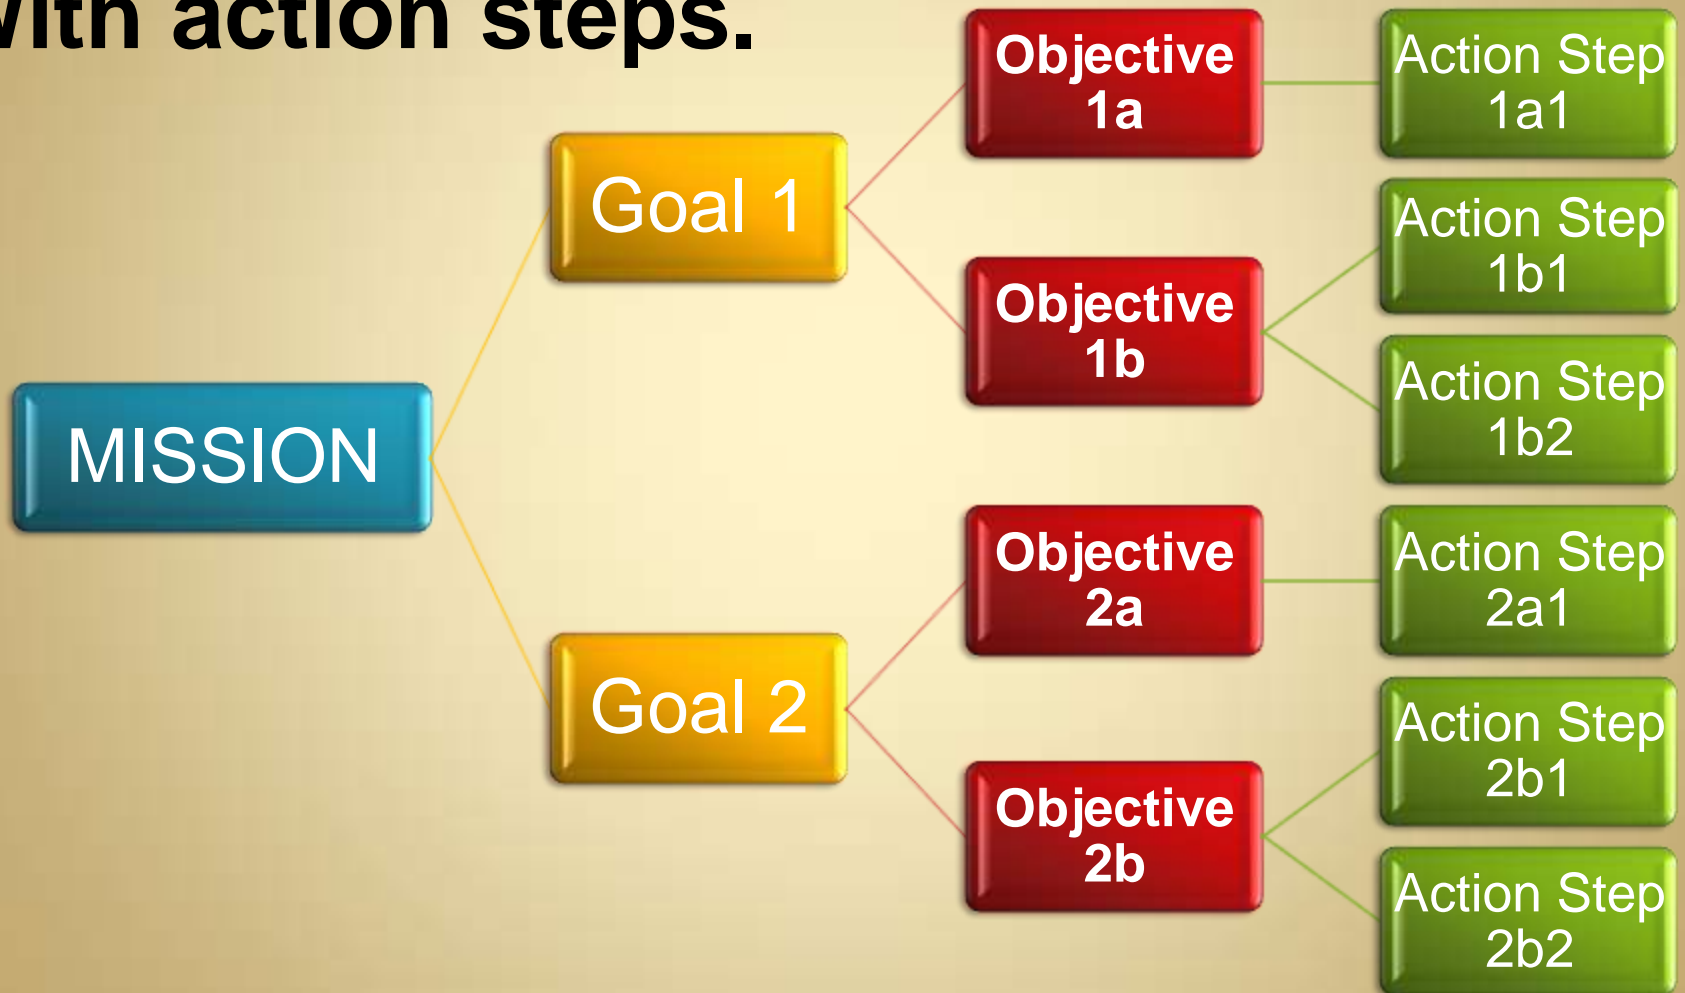 with action steps.
MISSION
Goal 1
Objective
1a
Action Step
1a1
Objective
1b
Action Step
1b1
Action Step
1b2
Goal 2
Objective
2a
Action Step
2a1
Objective
2b
Action Step
2b1
Action Step
2b2